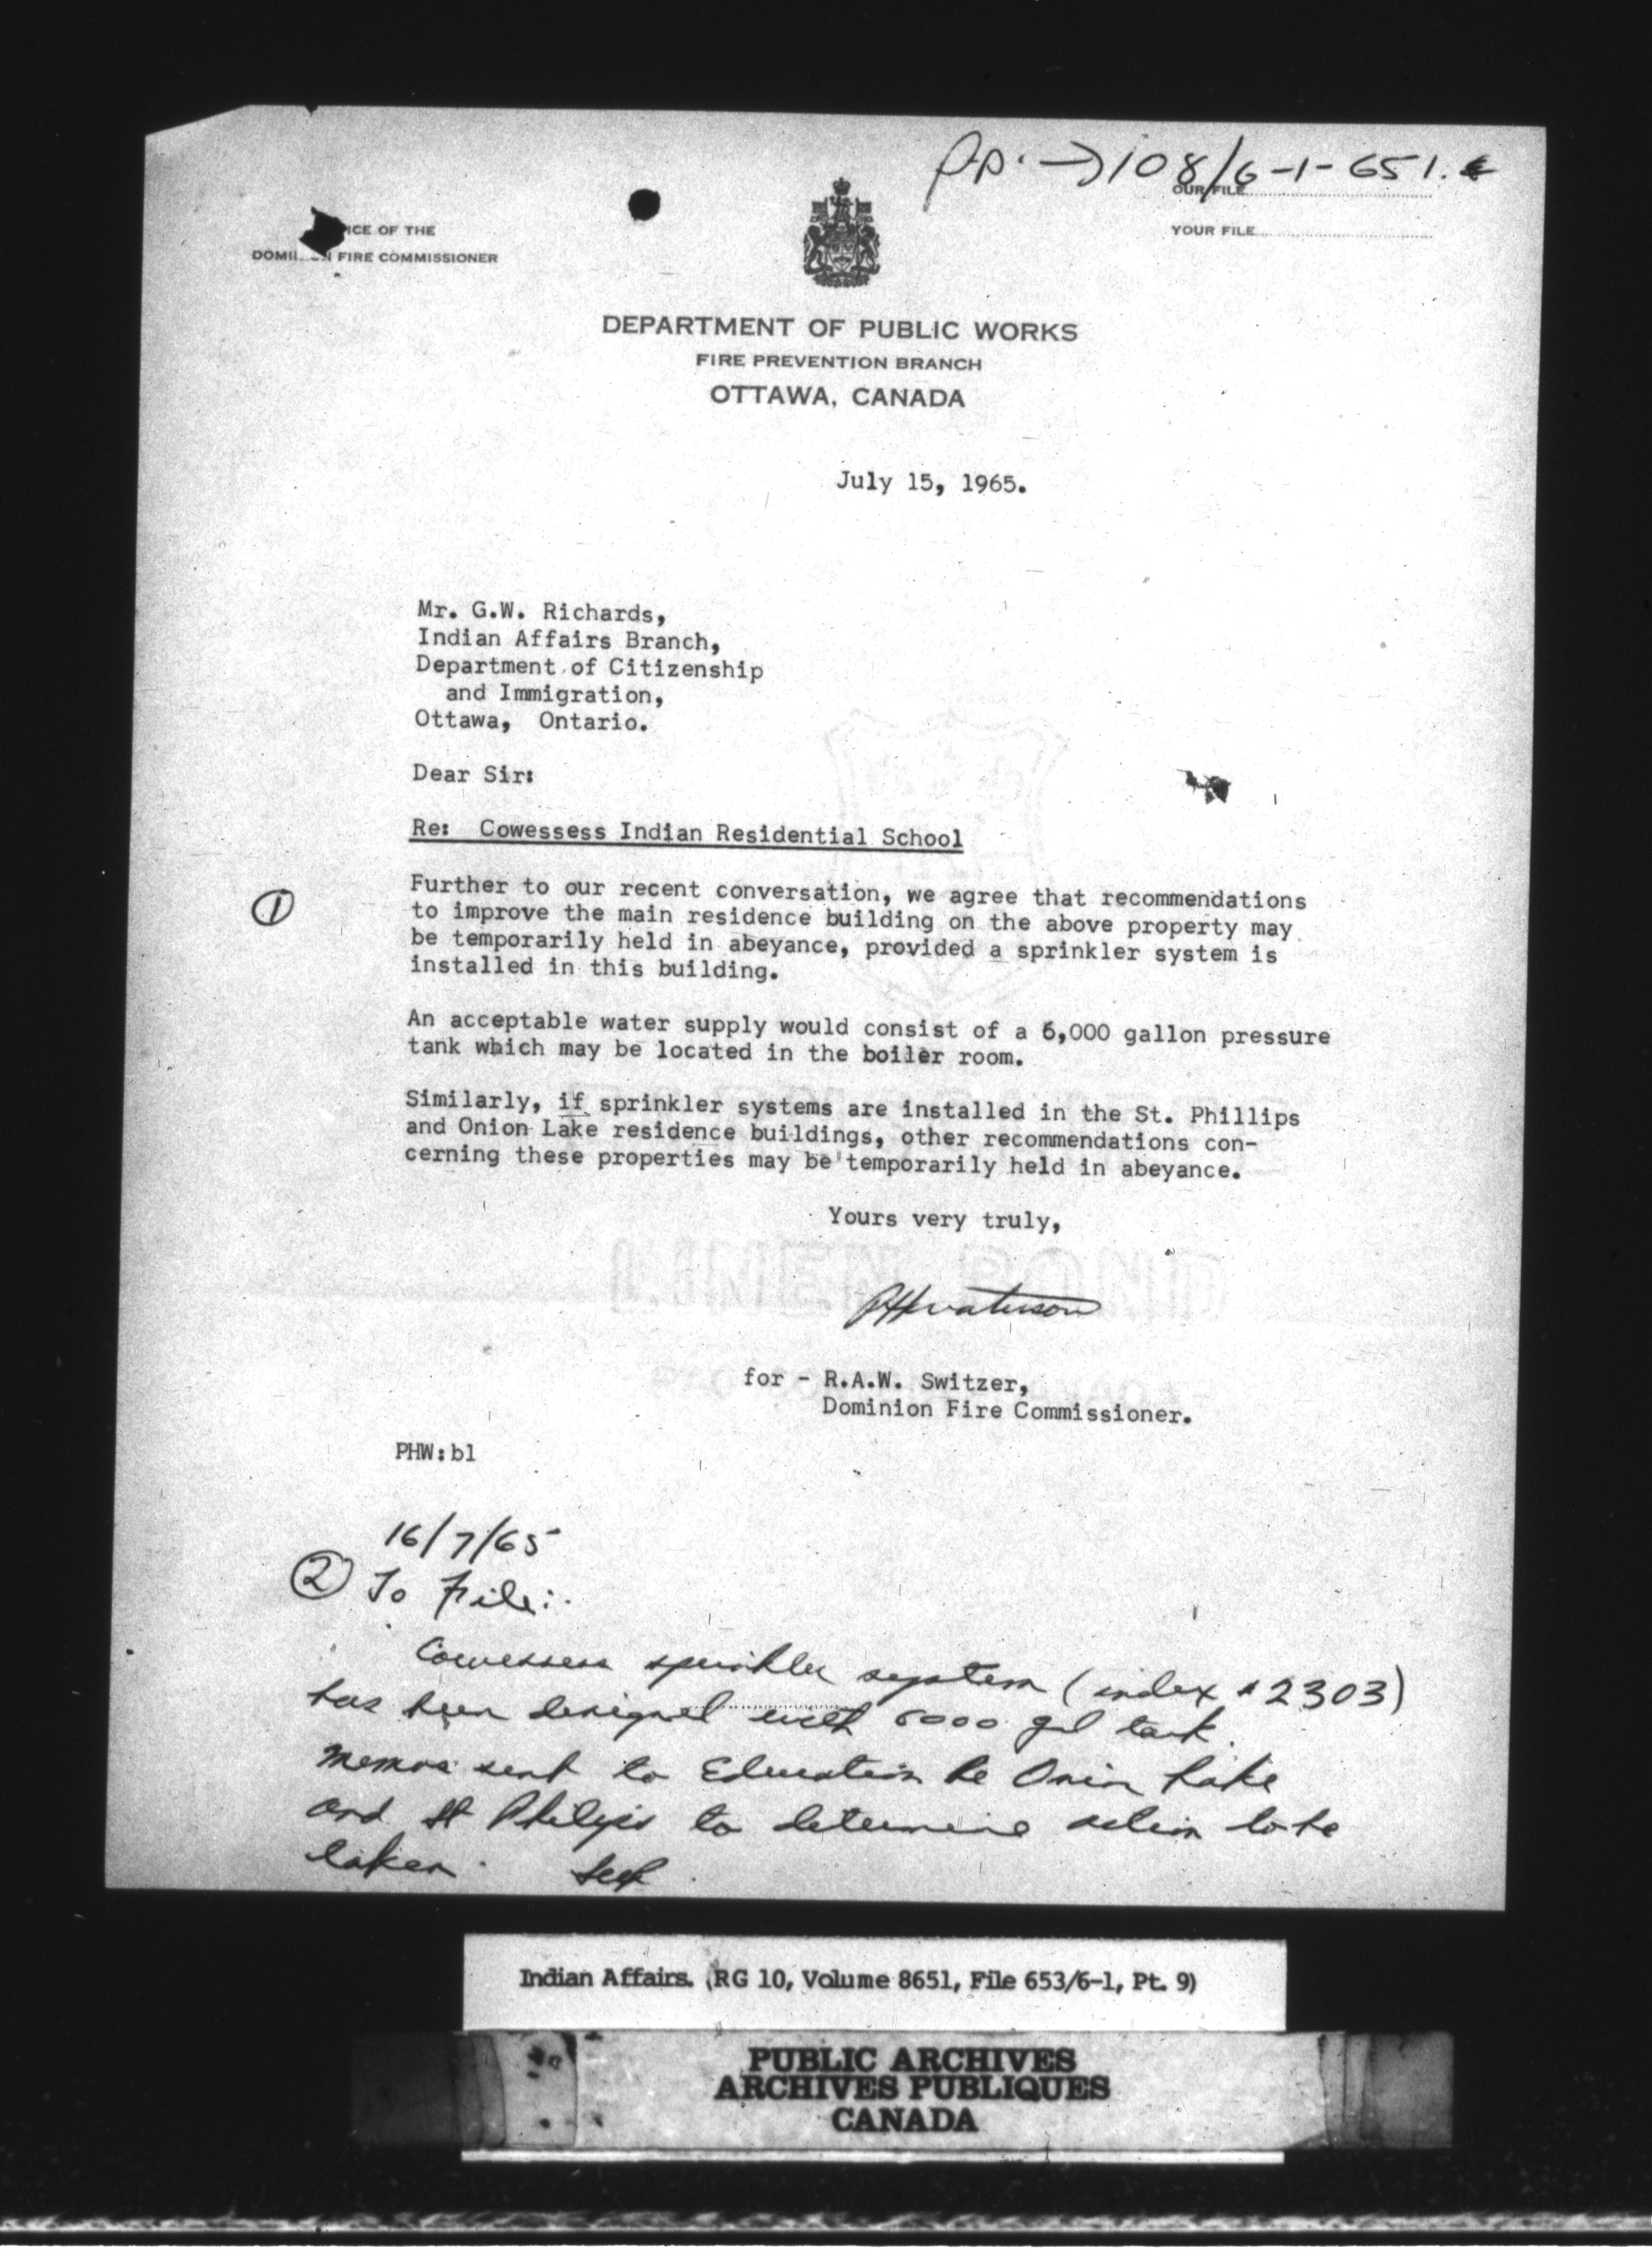 pp. → 108/6-1-651.
OUR FILE
ICE OF THE
YOUR FILE
FIRE COMMISSIONER
DEPARTMENT OF PUBLIC WORKS
FIRE PREVENTION BRANCH
OTTAWA, CANADA
July 15, 1965.
Mr. G.W. Richards,
Indian Affairs Branch,
Department of Citizenship
and Immigration,
Ottawa, Ontario.
Dear Sir:
Re: Cowessess Indian Residential School
① Further to our recent conversation, we agree that recommendations
to improve the main residence building on the above property may
be temporarily held in abeyance, provided a sprinkler system is
installed in this building.
An acceptable water supply would consist of a 6,000 gallon pressure
tank which may be located in the boiler room.
Similarly, if sprinkler systems are installed in the St. Phillips
and Onion Lake residence buildings, other recommendations con-
cerning these properties may be temporarily held in abeyance.
Yours very truly,
PHWaterson
for - R.A.W. Switzer,
Dominion Fire Commissioner.
PHW:bl
16/7/65
② To File:
Cowessess sprinkler system (index #2303)
has been designed with 6000 gal tank.
Memos sent to Education Re Onion Lake
and St Philips to determine action to be
taken.
Indian Affairs. (RG 10, Volume 8651, File 653/6-1, Pt. 9)
PUBLIC ARCHIVES
ARCHIVES PUBLIQUES
CANADA